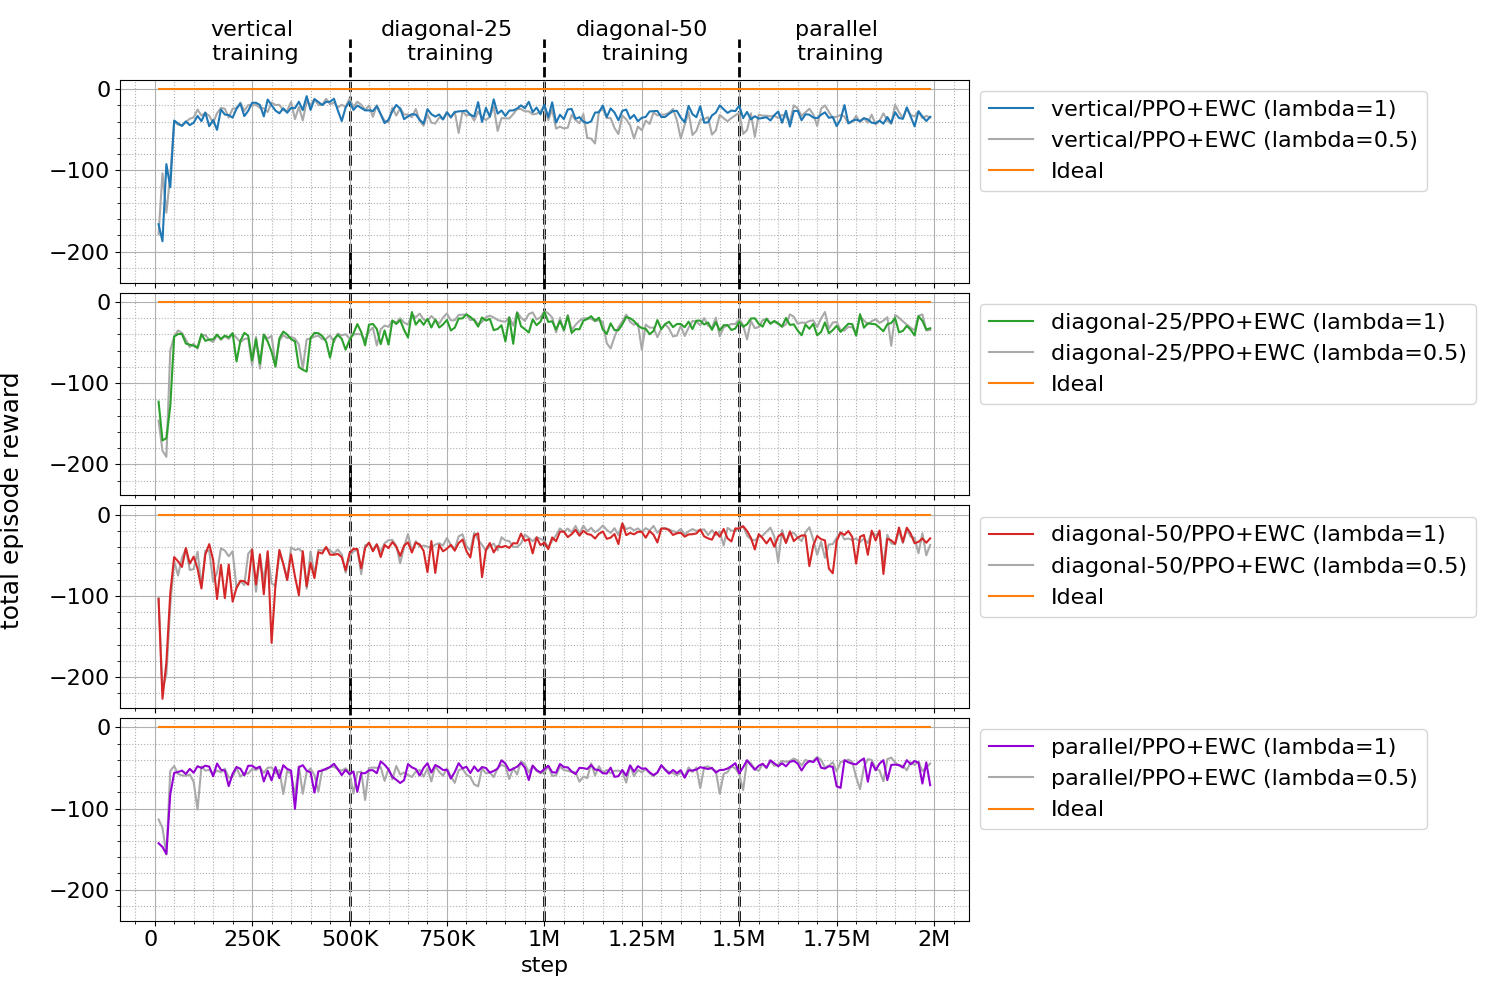 vertical
training
diagonal-25
training
diagonal-50
training
parallel
training
0
−100
−200
vertical/PPO+EWC (lambda=1)
vertical/PPO+EWC (lambda=0.5)
Ideal
0
−100
−200
diagonal-25/PPO+EWC (lambda=1)
diagonal-25/PPO+EWC (lambda=0.5)
Ideal
total episode reward
0
−100
−200
diagonal-50/PPO+EWC (lambda=1)
diagonal-50/PPO+EWC (lambda=0.5)
Ideal
0
−100
−200
parallel/PPO+EWC (lambda=1)
parallel/PPO+EWC (lambda=0.5)
Ideal
0 250K 500K 750K 1M 1.25M 1.5M 1.75M 2M
step